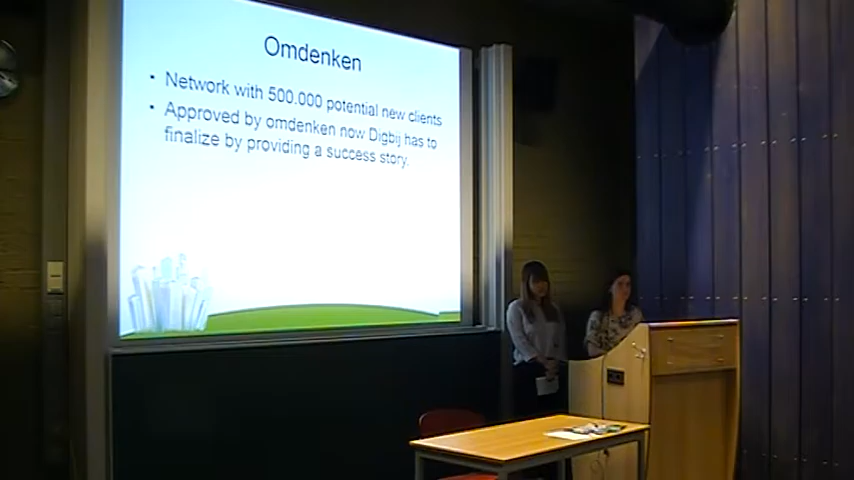 Omdenken
• Network with 500.000 potential new clients
• Approved by omdenken now Digbij has to
finalize by providing a success story.